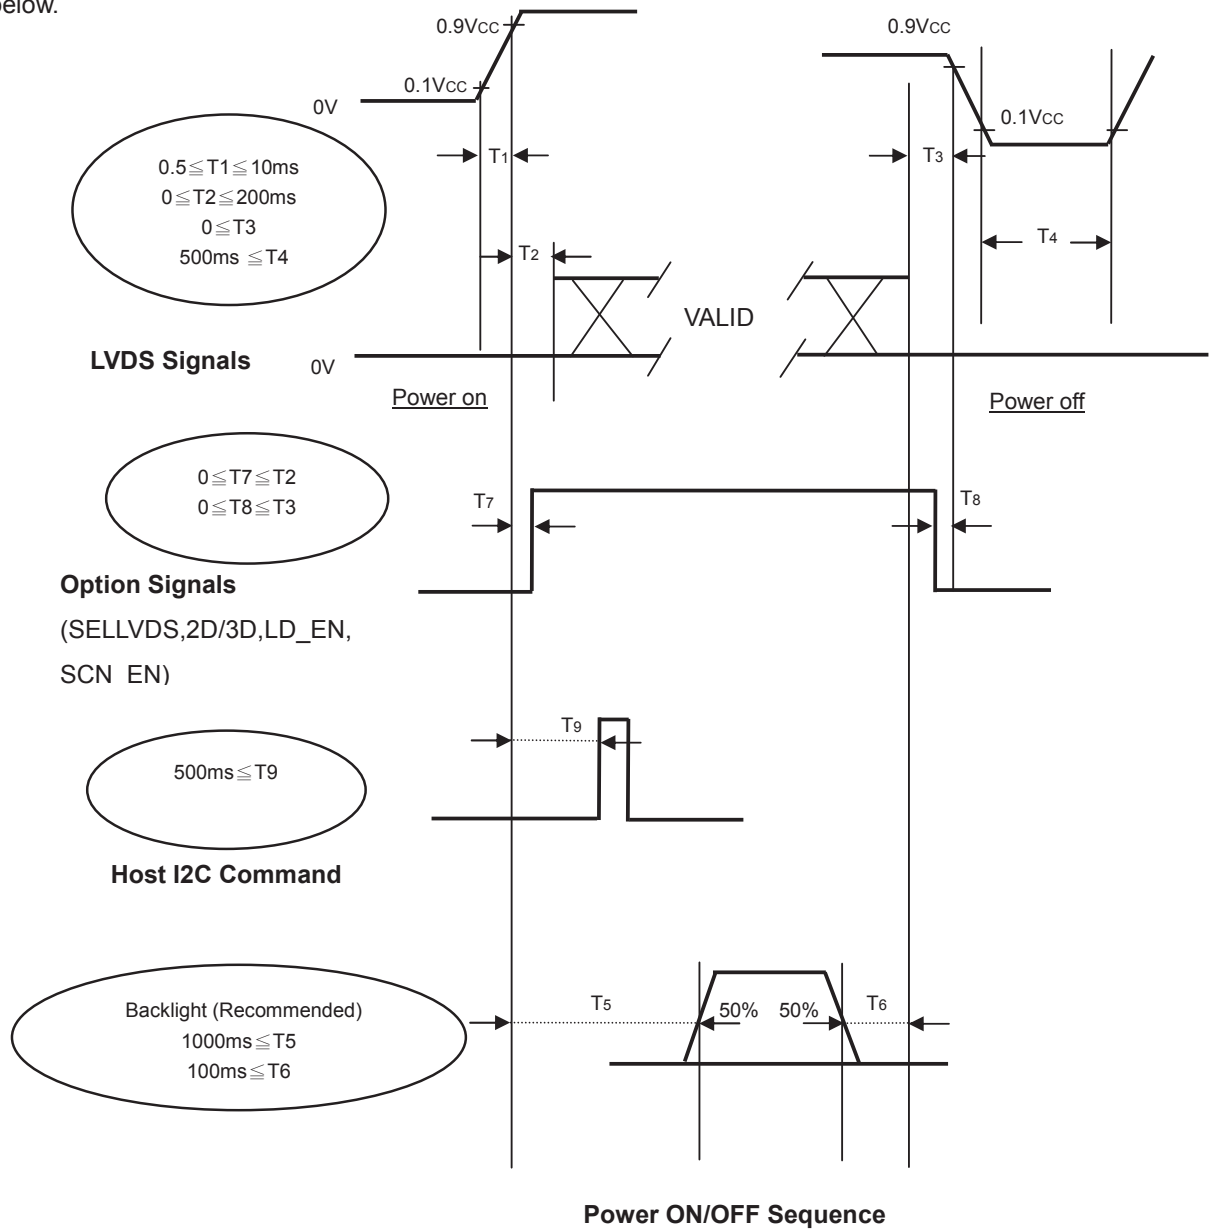 below.
0.9Vcc
0.9Vcc
0.1Vcc
0V
0.1Vcc
T1
T3
0.5≦T1≦10ms
0≦T2≦200ms
0≦T3
500ms ≦T4
T2
T4
VALID
LVDS Signals
0V
Power on
Power off
0≦T7≦T2
0≦T8≦T3
T7
T8
Option Signals
(SELLVDS,2D/3D,LD_EN,
SCN_EN)
T9
500ms≦T9
Host I2C Command
Backlight (Recommended)
1000ms≦T5
100ms≦T6
T5
50%
50%
T6
Power ON/OFF Sequence